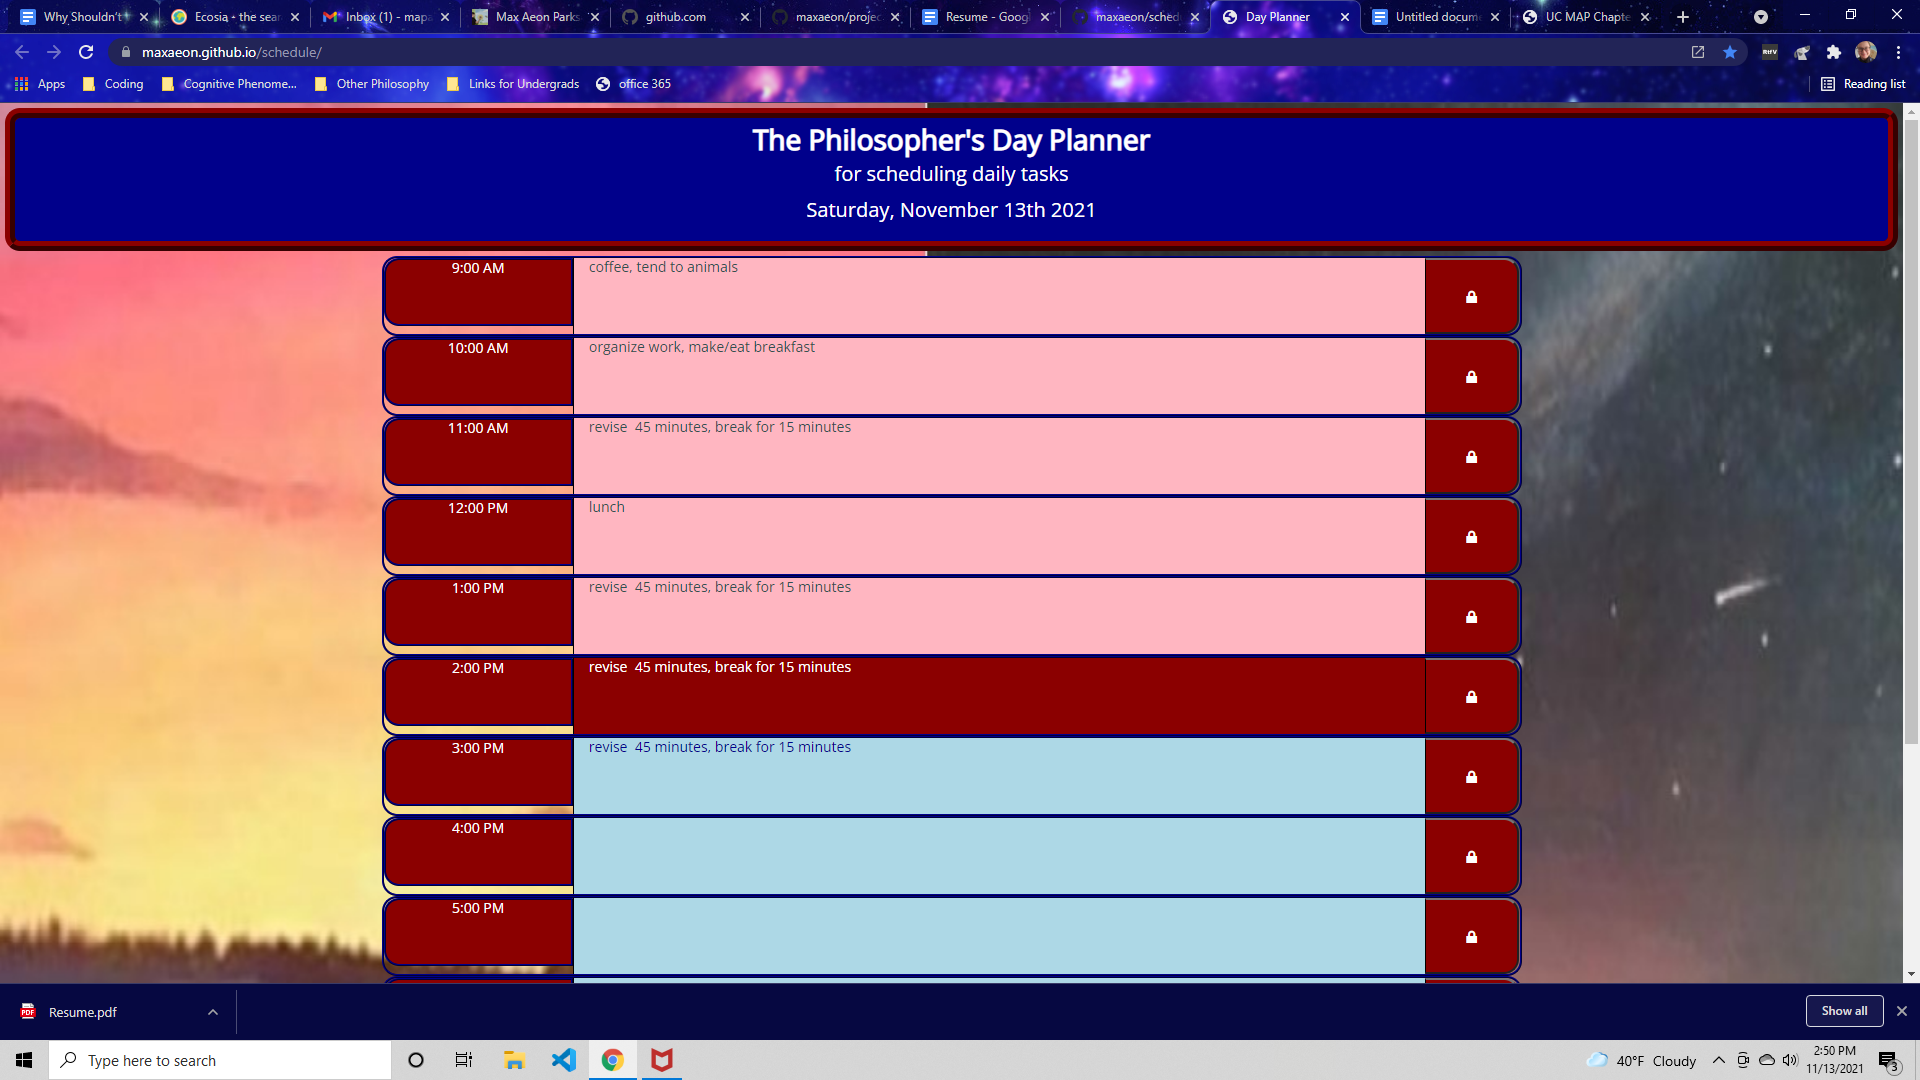 Why Shouldn't
Ecosia - the sear
Inbox (1) - mapa
Max Aeon Parks
github.com
maxaeon/projec
Resume - Goog
maxaeon/sched
Day Planner
Untitled docum
UC MAP Chapte
maxaeon.github.io/schedule/
Apps
Coding
Cognitive Phenome...
Other Philosophy
Links for Undergrads
office 365
Reading list
The Philosopher's Day Planner
for scheduling daily tasks
Saturday, November 13th 2021
9:00 AM coffee, tend to animals
10:00 AM organize work, make/eat breakfast
11:00 AM revise 45 minutes, break for 15 minutes
12:00 PM lunch
1:00 PM revise 45 minutes, break for 15 minutes
2:00 PM revise 45 minutes, break for 15 minutes
3:00 PM revise 45 minutes, break for 15 minutes
4:00 PM
5:00 PM
PDF Resume.pdf
Show all
Type here to search
40°F Cloudy
2:50 PM
11/13/2021
3